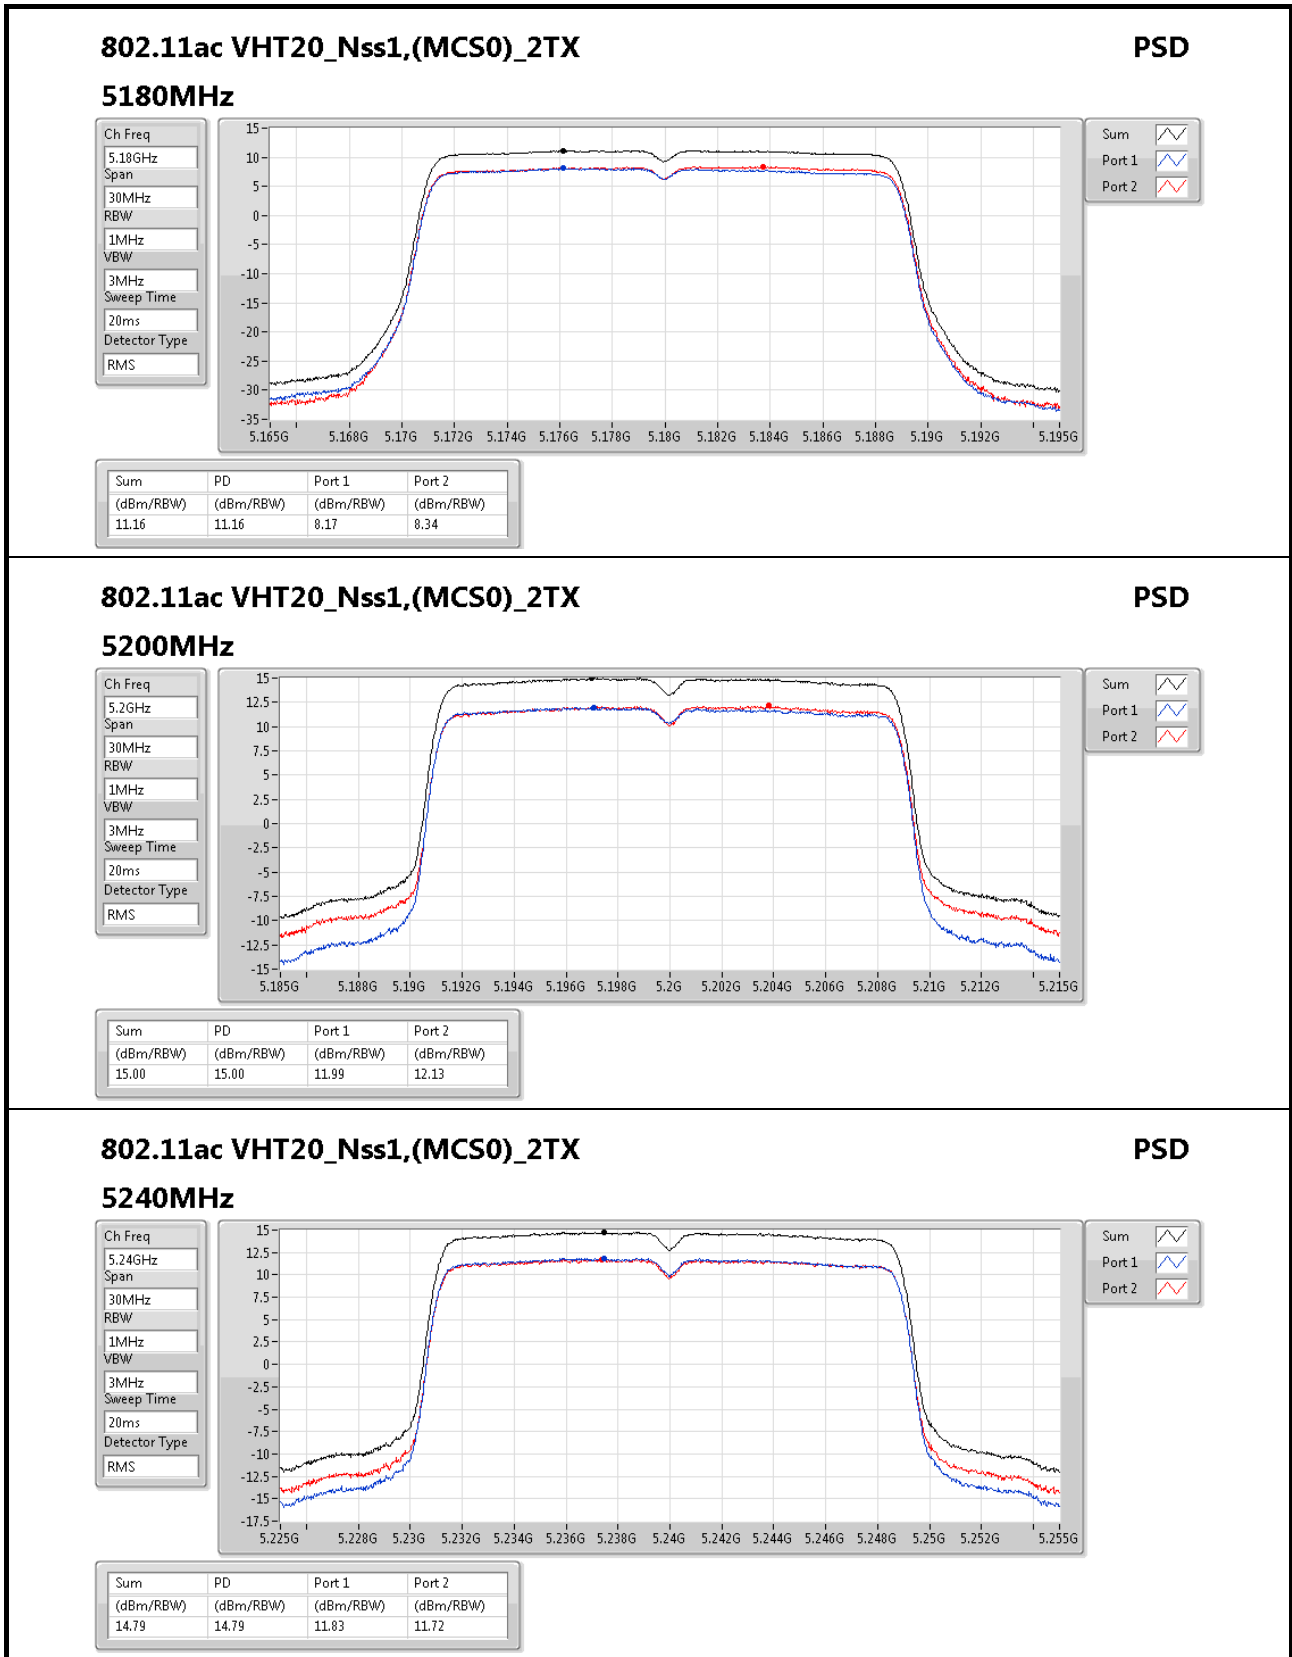 802.11ac VHT20_Nss1,(MCS0)_2TX PSD
5180MHz
Ch Freq
5.18GHz
Span
30MHz
RBW
1MHz
VBW
3MHz
Sweep Time
20ms
Detector Type
RMS
15
10
5
0
-5
-10
-15
-20
-25
-30
-35
5.165G 5.168G 5.17G 5.172G 5.174G 5.176G 5.178G 5.18G 5.182G 5.184G 5.186G 5.188G 5.19G 5.192G 5.195G
Sum
Port 1
Port 2
Sum PD Port 1 Port 2
(dBm/RBW) (dBm/RBW) (dBm/RBW) (dBm/RBW)
11.16 11.16 8.17 8.34
802.11ac VHT20_Nss1,(MCS0)_2TX PSD
5200MHz
Ch Freq
5.2GHz
Span
30MHz
RBW
1MHz
VBW
3MHz
Sweep Time
20ms
Detector Type
RMS
15
12.5
10
7.5
5
2.5
0
-2.5
-5
-7.5
-10
-12.5
-15
5.185G 5.188G 5.19G 5.192G 5.194G 5.196G 5.198G 5.2G 5.202G 5.204G 5.206G 5.208G 5.21G 5.212G 5.215G
Sum
Port 1
Port 2
Sum PD Port 1 Port 2
(dBm/RBW) (dBm/RBW) (dBm/RBW) (dBm/RBW)
15.00 15.00 11.99 12.13
802.11ac VHT20_Nss1,(MCS0)_2TX PSD
5240MHz
Ch Freq
5.24GHz
Span
30MHz
RBW
1MHz
VBW
3MHz
Sweep Time
20ms
Detector Type
RMS
15
12.5
10
7.5
5
2.5
0
-2.5
-5
-7.5
-10
-12.5
-15
-17.5
5.225G 5.228G 5.23G 5.232G 5.234G 5.236G 5.238G 5.24G 5.242G 5.244G 5.246G 5.248G 5.25G 5.252G 5.255G
Sum
Port 1
Port 2
Sum PD Port 1 Port 2
(dBm/RBW) (dBm/RBW) (dBm/RBW) (dBm/RBW)
14.79 14.79 11.83 11.72